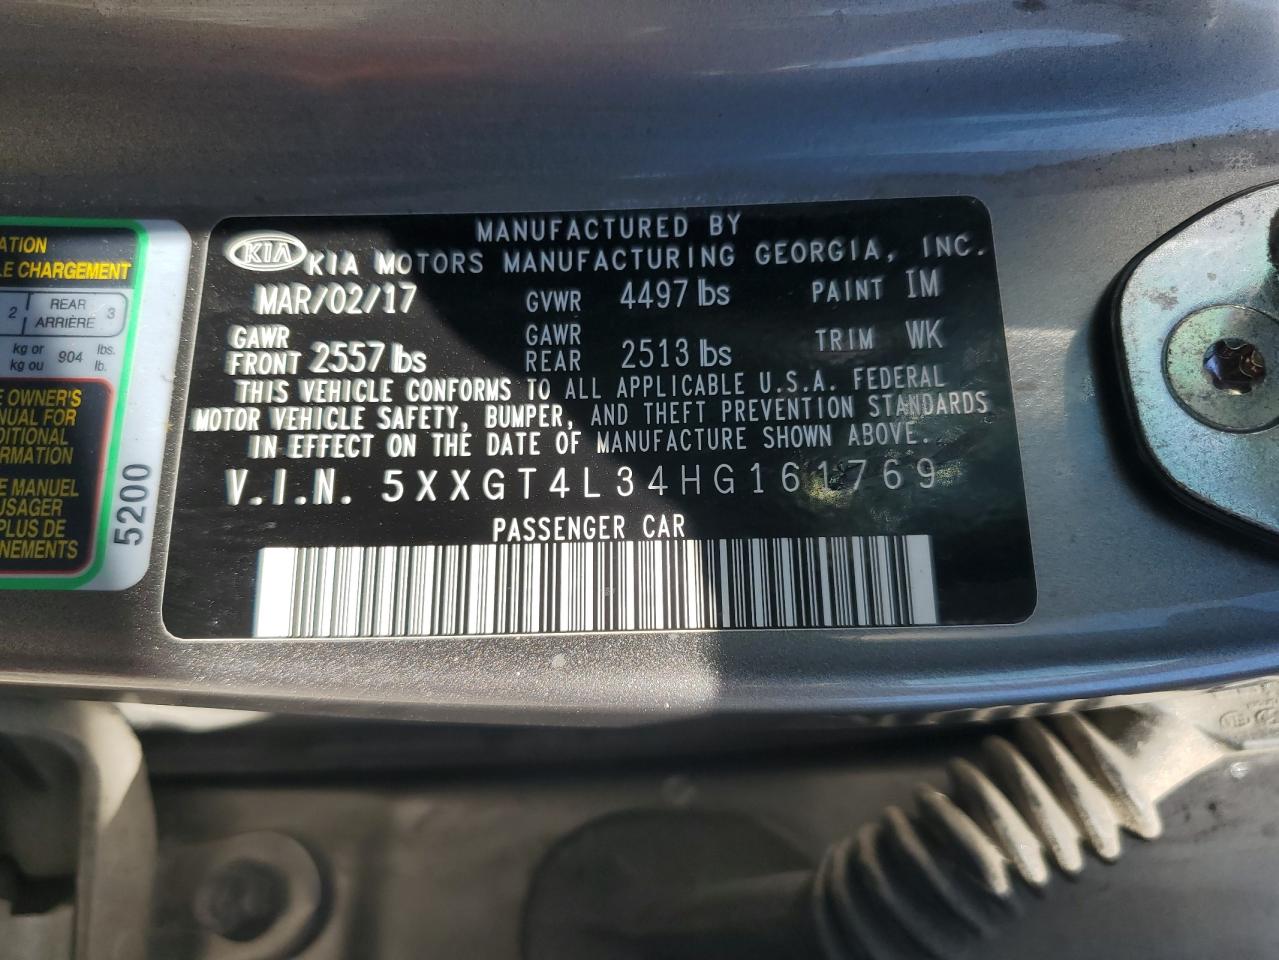 ATION
LE CHARGEMENT
2 REAR 3
ARRIÈRE
kg or 904 lbs.
kg ou lb.
E OWNER'S
NUAL FOR
DITIONAL
ORMATION
E MANUEL
USAGER
PLUS DE
GNEMENTS
5200
MANUFACTURED BY
KIA KIA MOTORS MANUFACTURING GEORGIA, INC.
MAR/02/17 GVWR 4497 lbs PAINT IM
GAWR FRONT 2557 lbs GAWR REAR 2513 lbs TRIM WK
THIS VEHICLE CONFORMS TO ALL APPLICABLE U.S.A. FEDERAL
MOTOR VEHICLE SAFETY, BUMPER, AND THEFT PREVENTION STANDARDS
IN EFFECT ON THE DATE OF MANUFACTURE SHOWN ABOVE.
V.I.N. 5XXGT4L34HG161769
PASSENGER CAR